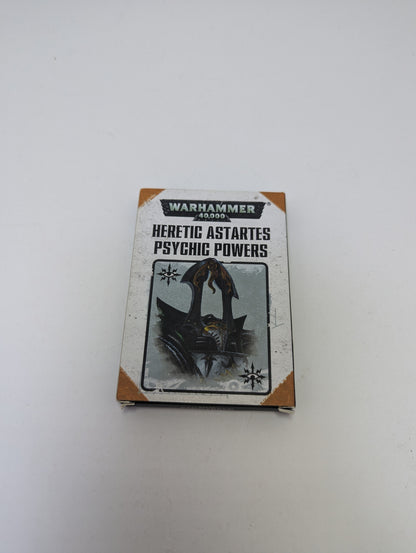 WARHAMMER
40,000
HERETIC ASTARTES
PSYCHIC POWERS